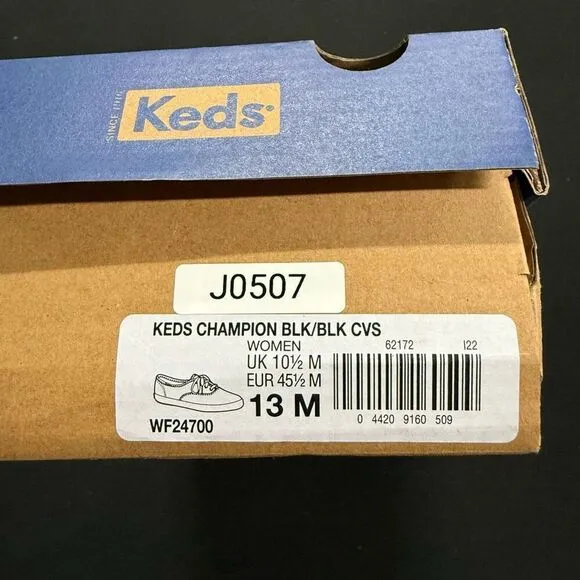 SINCE 1916
Keds®
J0507
KEDS CHAMPION BLK/BLK CVS
WOMEN 62172 I22
UK 10½ M
EUR 45½ M
13 M
WF24700 0 4420 9160 509